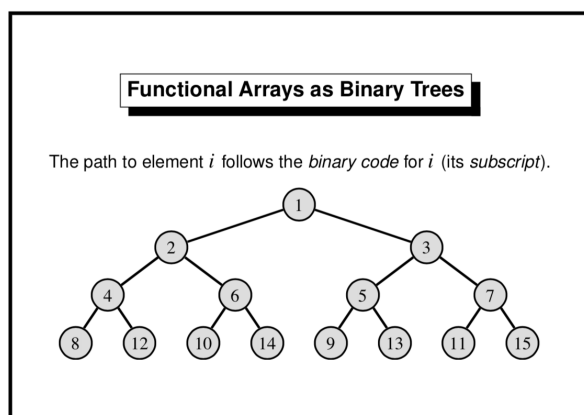 Functional Arrays as Binary Trees
The path to element i follows the binary code for i (its subscript).
1
2 3
4 6 5 7
8 12 10 14 9 13 11 15